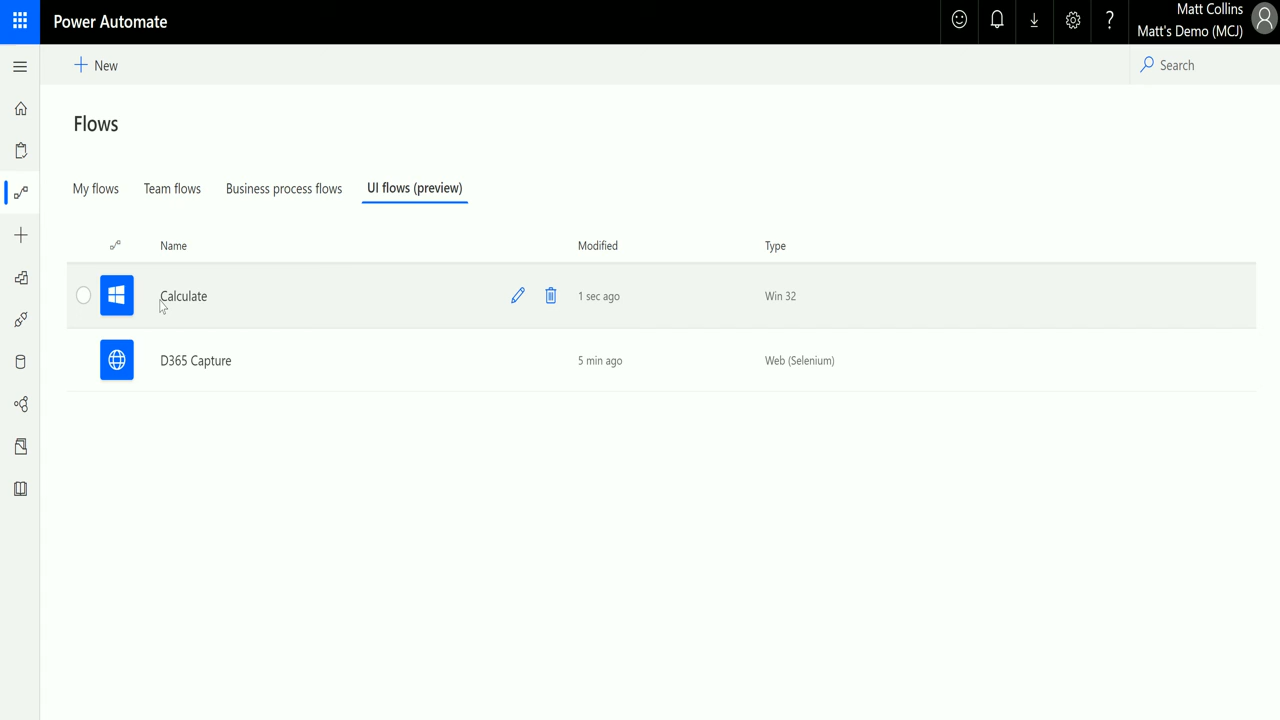 Power Automate
?
Matt Collins
Matt's Demo (MCJ)
New
Search
Flows
My flows
Team flows
Business process flows
UI flows (preview)
Name
Modified
Type
Calculate
1 sec ago
Win 32
D365 Capture
5 min ago
Web (Selenium)